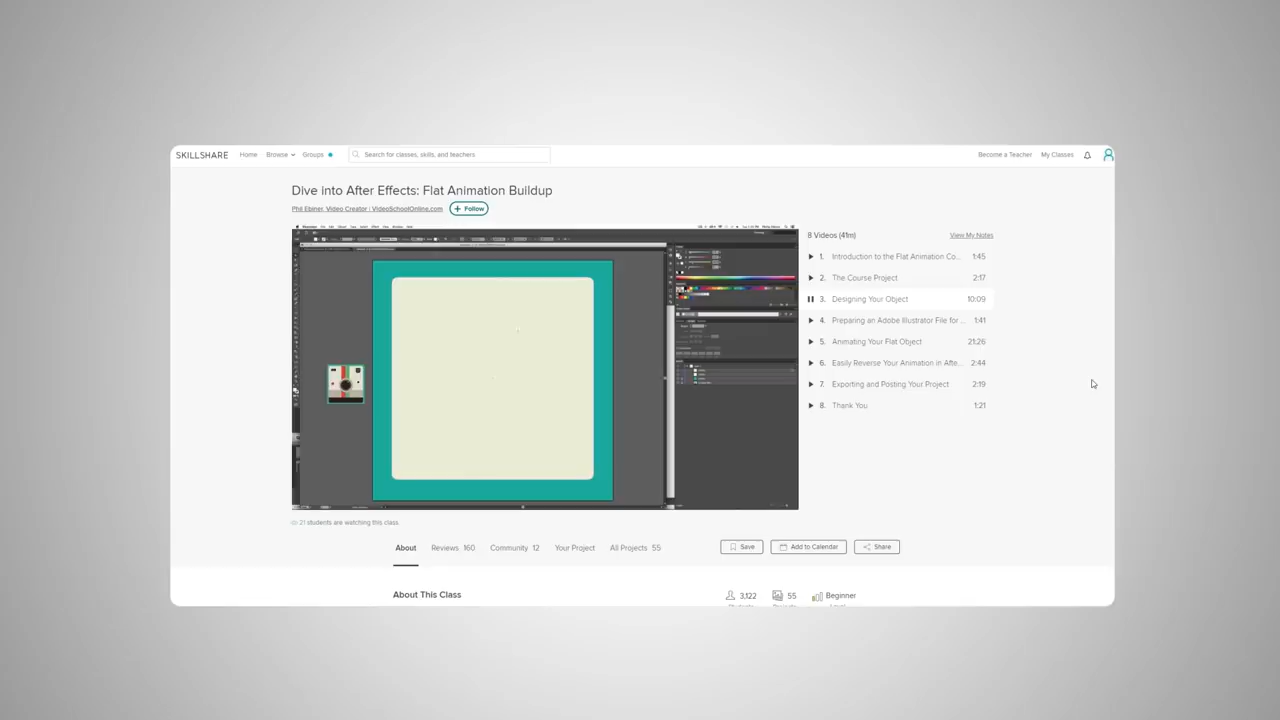 SKILLSHARE Home Browse Groups Search for classes, skills, and teachers Become a Teacher My Classes
Dive into After Effects: Flat Animation Buildup
Phil Ebiner, Video Creator | VideoSchoolOnline.com + Follow
8 Videos (41m) View My Notes
1. Introduction to the Flat Animation Co... 1:45
2. The Course Project 2:17
3. Designing Your Object 10:09
4. Preparing an Adobe Illustrator File for ... 1:41
5. Animating Your Flat Object 21:26
6. Easily Reverse Your Animation in Afte... 2:44
7. Exporting and Posting Your Project 2:19
8. Thank You 1:21
21 students are watching this class.
About Reviews 160 Community 12 Your Project All Projects 55 Save Add to Calendar Share
About This Class 3,122 55 Beginner